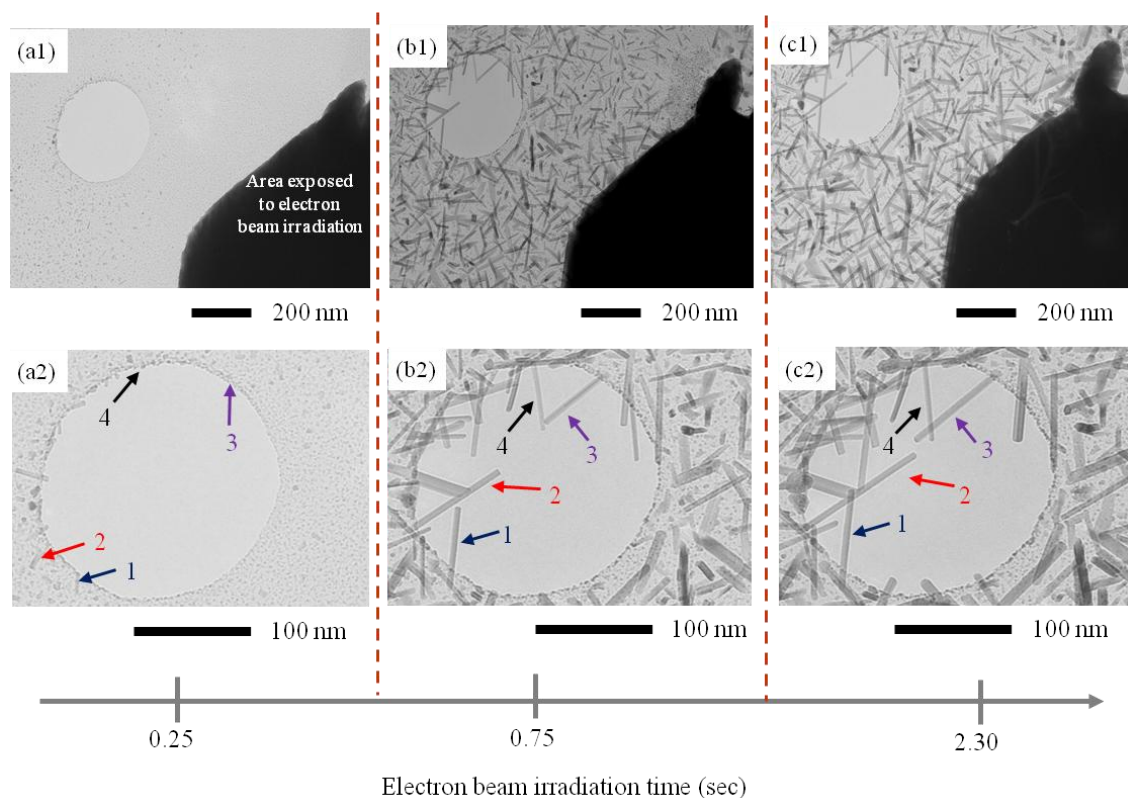 (a1)
(b1)
(c1)
Area exposed
to electron
beam irradiation
200 nm
200 nm
200 nm
(a2)
(b2)
(c2)
4
3
2
1
4
3
2
1
4
3
2
1
100 nm
100 nm
100 nm
0.25
0.75
2.30
Electron beam irradiation time (sec)